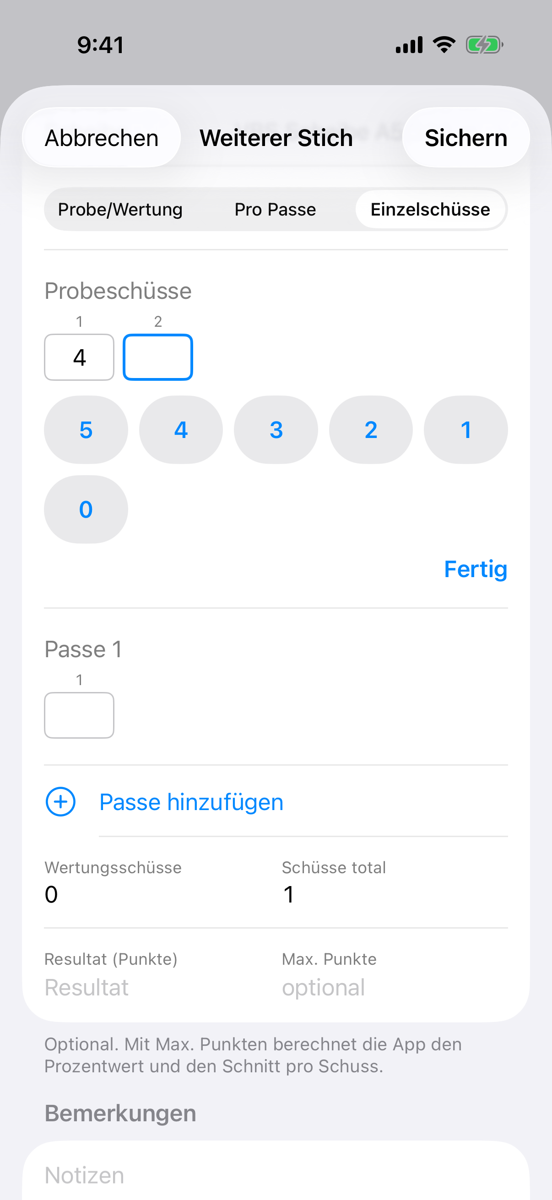 9:41
Abbrechen
Weiterer Stich
Sichern
Probe/Wertung
Pro Passe
Einzelschüsse
Probeschüsse
1 2
4
5 4 3 2 1
0
Fertig
Passe 1
1
Passe hinzufügen
Wertungsschüsse
Schüsse total
0
1
Resultat (Punkte)
Max. Punkte
Resultat
optional
Optional. Mit Max. Punkten berechnet die App den
Prozentwert und den Schnitt pro Schuss.
Bemerkungen
Notizen